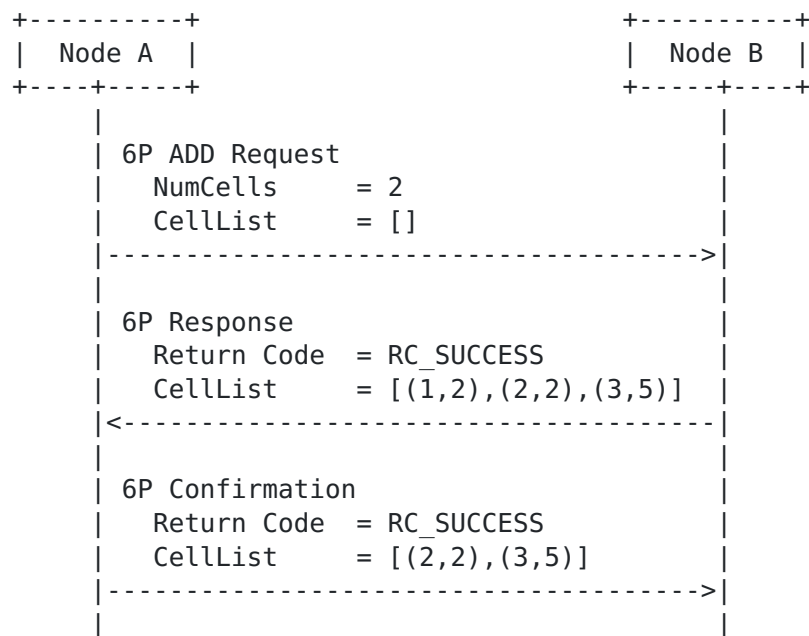 Node A
Node B
6P ADD Request
NumCells = 2
CellList = []
6P Response
Return Code = RC_SUCCESS
CellList = [(1,2),(2,2),(3,5)]
6P Confirmation
Return Code = RC_SUCCESS
CellList = [(2,2),(3,5)]